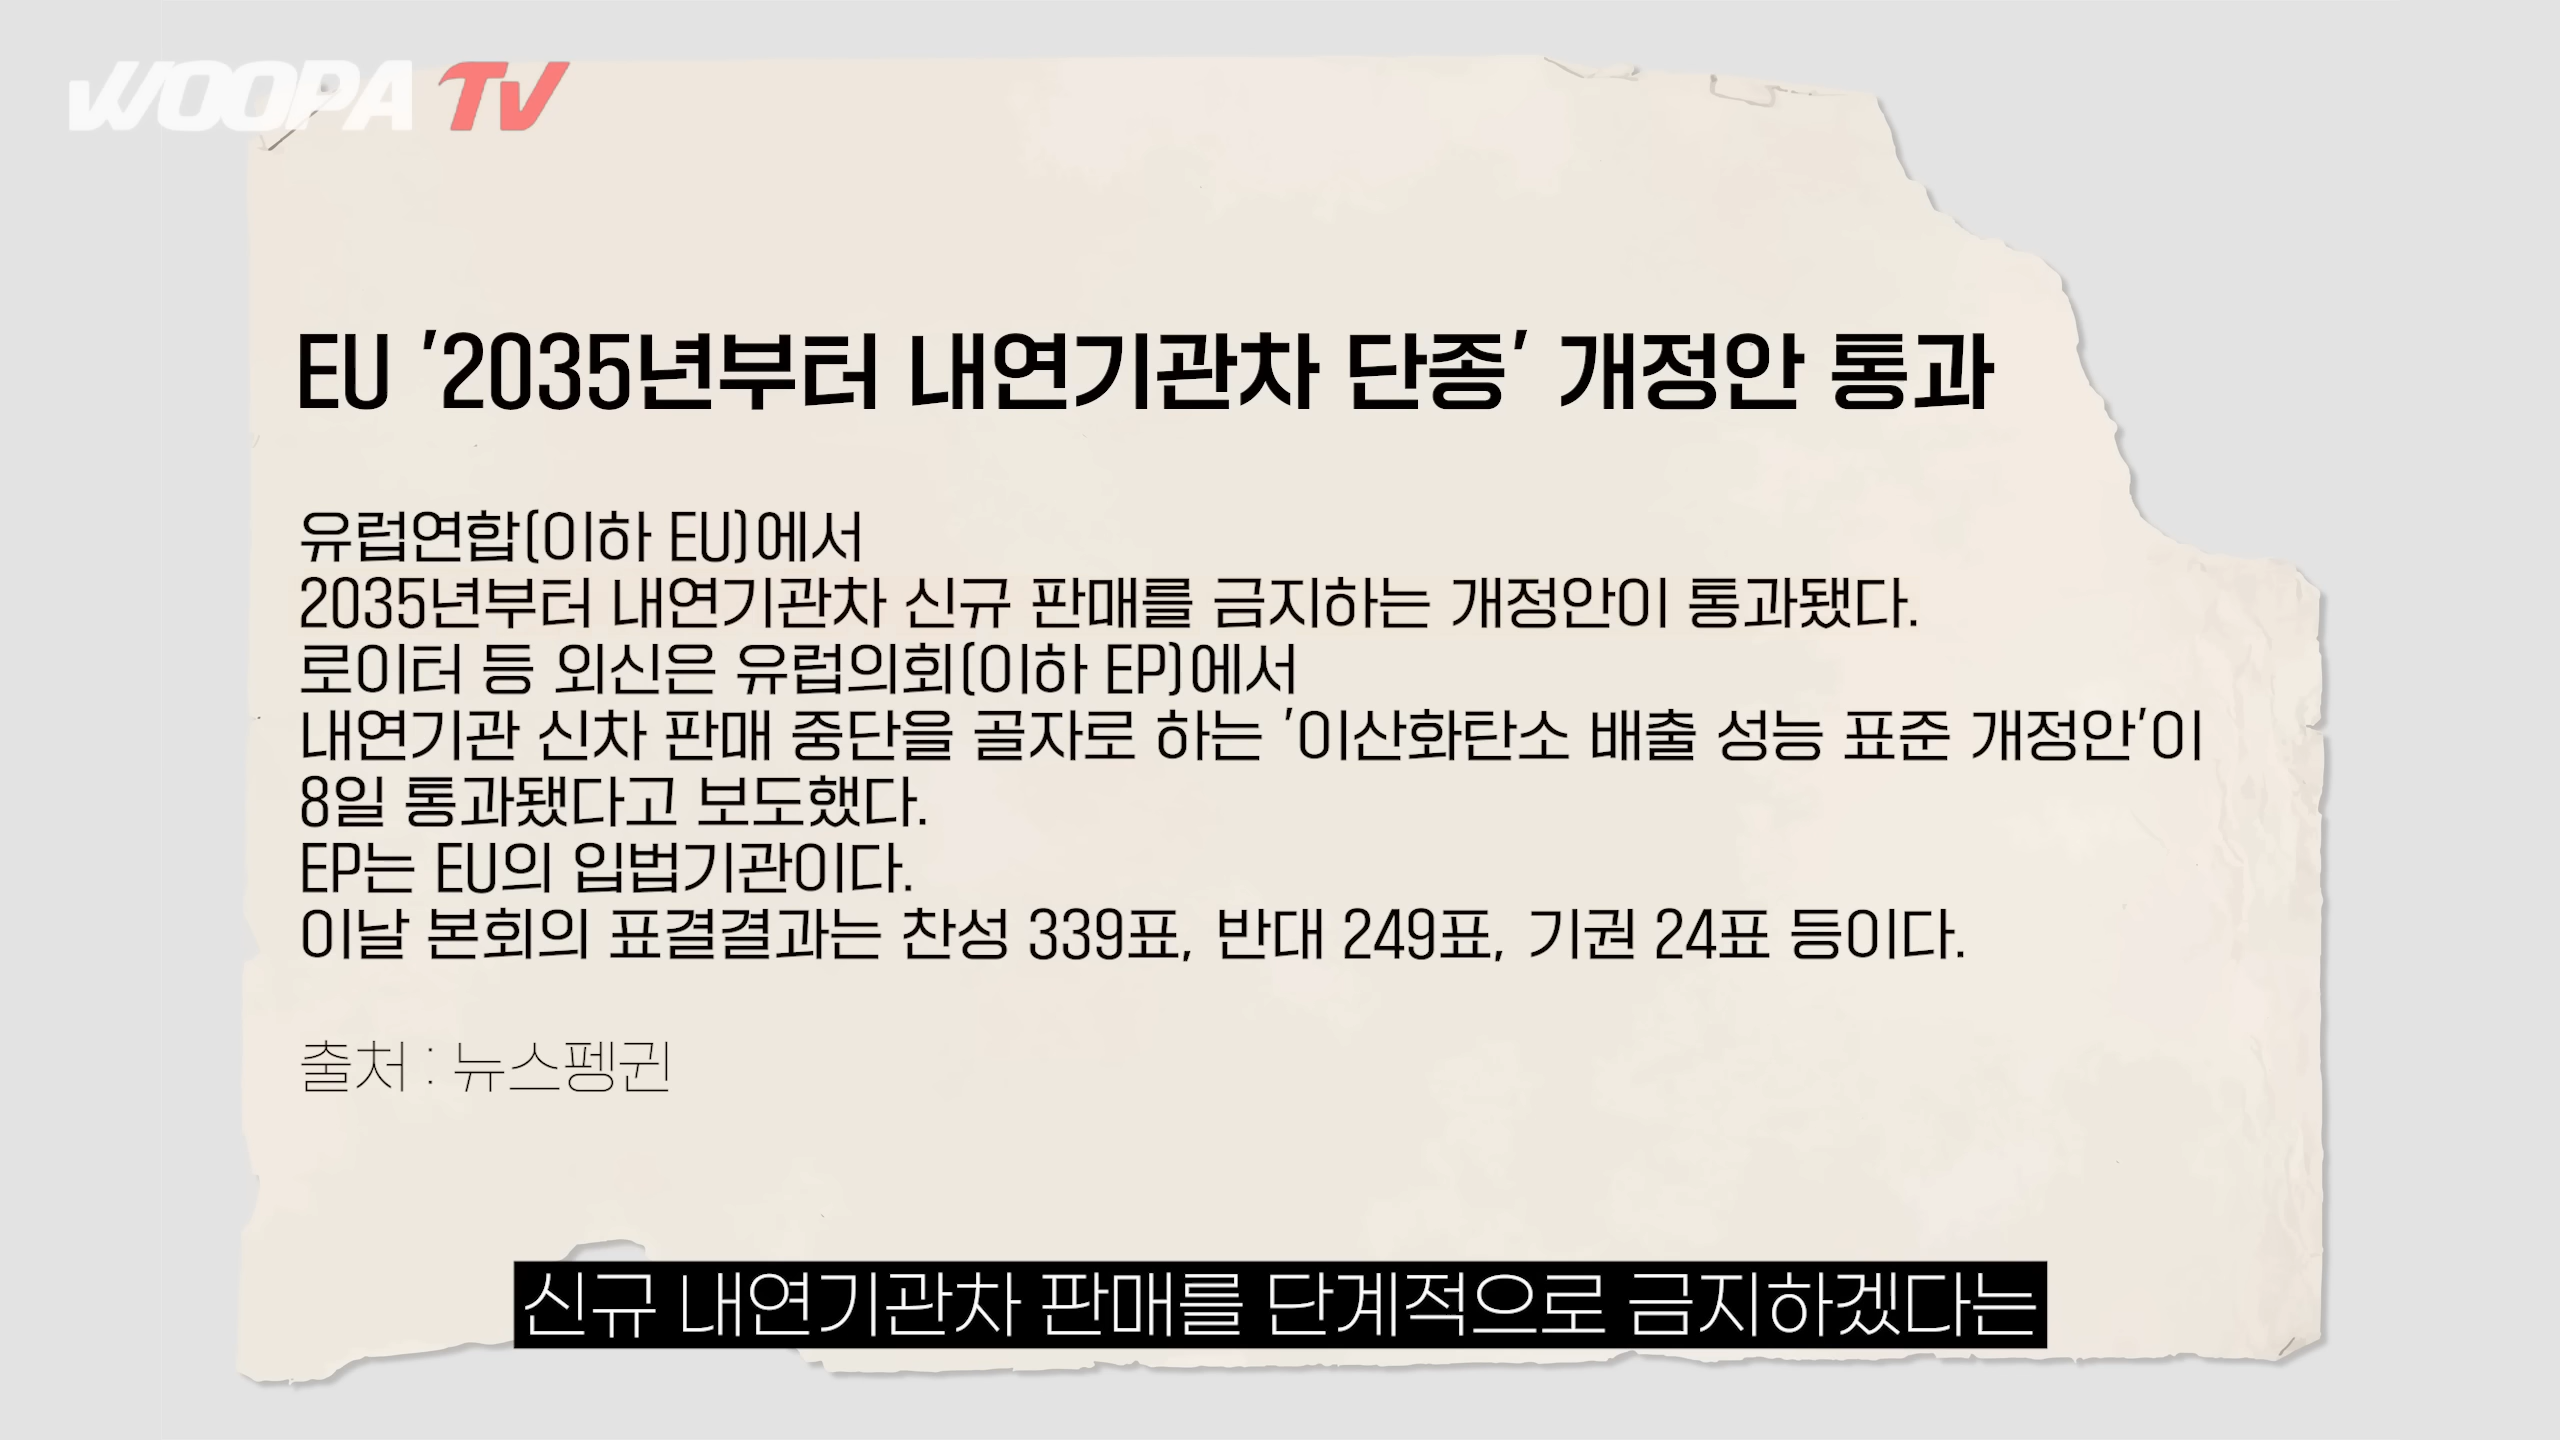 WOOPA TV
EU '2035년부터 내연기관차 단종' 개정안 통과
유럽연합(이하 EU)에서
2035년부터 내연기관차 신규 판매를 금지하는 개정안이 통과됐다.
로이터 등 외신은 유럽의회(이하 EP)에서
내연기관 신차 판매 중단을 골자로 하는 '이산화탄소 배출 성능 표준 개정안'이
8일 통과됐다고 보도했다.
EP는 EU의 입법기관이다.
이날 본회의 표결결과는 찬성 339표, 반대 249표, 기권 24표 등이다.
출처 : 뉴스펭귄
신규 내연기관차 판매를 단계적으로 금지하겠다는